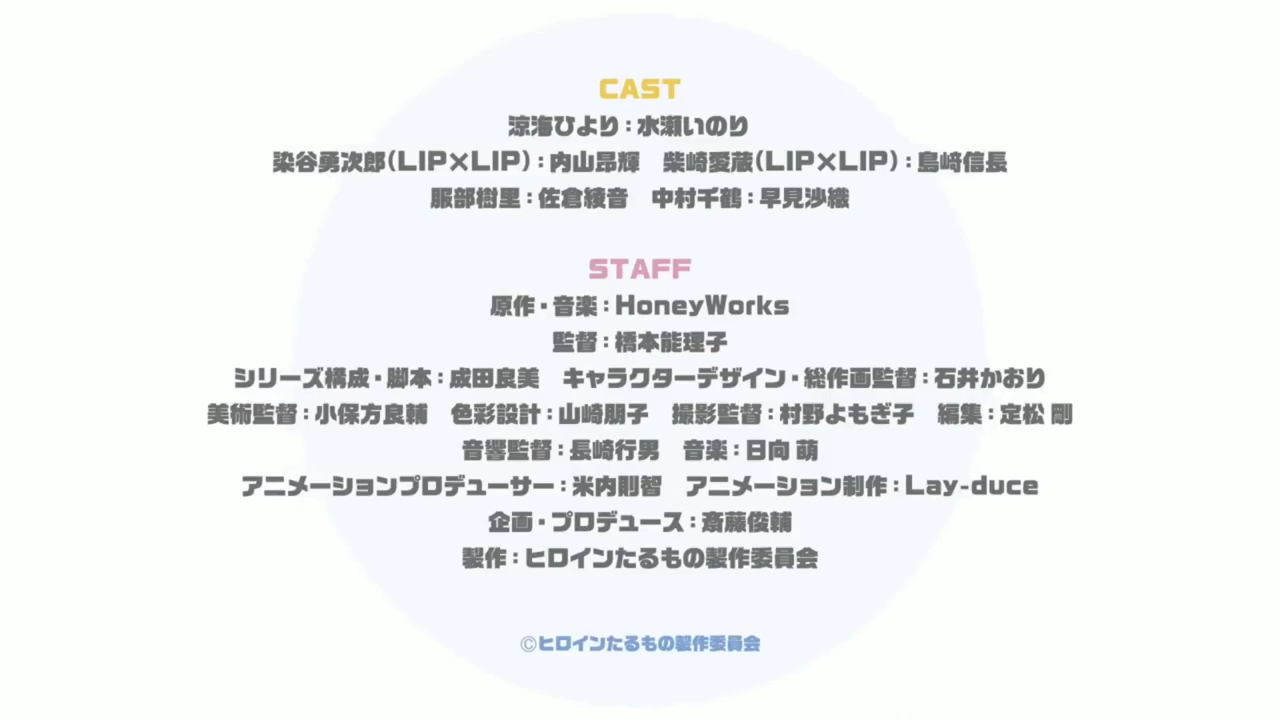 CAST
涼海ひより:水瀬いのり
染谷勇次郎(LIP×LIP):内山昂輝　柴崎愛蔵(LIP×LIP):島﨑信長
服部樹里:佐倉綾音　中村千鶴:早見沙織
STAFF
原作・音楽:HoneyWorks
監督:橋本能理子
シリーズ構成・脚本:成田良美　キャラクターデザイン・総作画監督:石井かおり
美術監督:小保方良輔　色彩設計:山崎朋子　撮影監督:村野よもぎ子　編集:定松 剛
音響監督:長崎行男　音楽:日向 萌
アニメーションプロデューサー:米内則智　アニメーション制作:Lay-duce
企画・プロデュース:斎藤俊輔
製作:ヒロインたるもの製作委員会
©ヒロインたるもの製作委員会